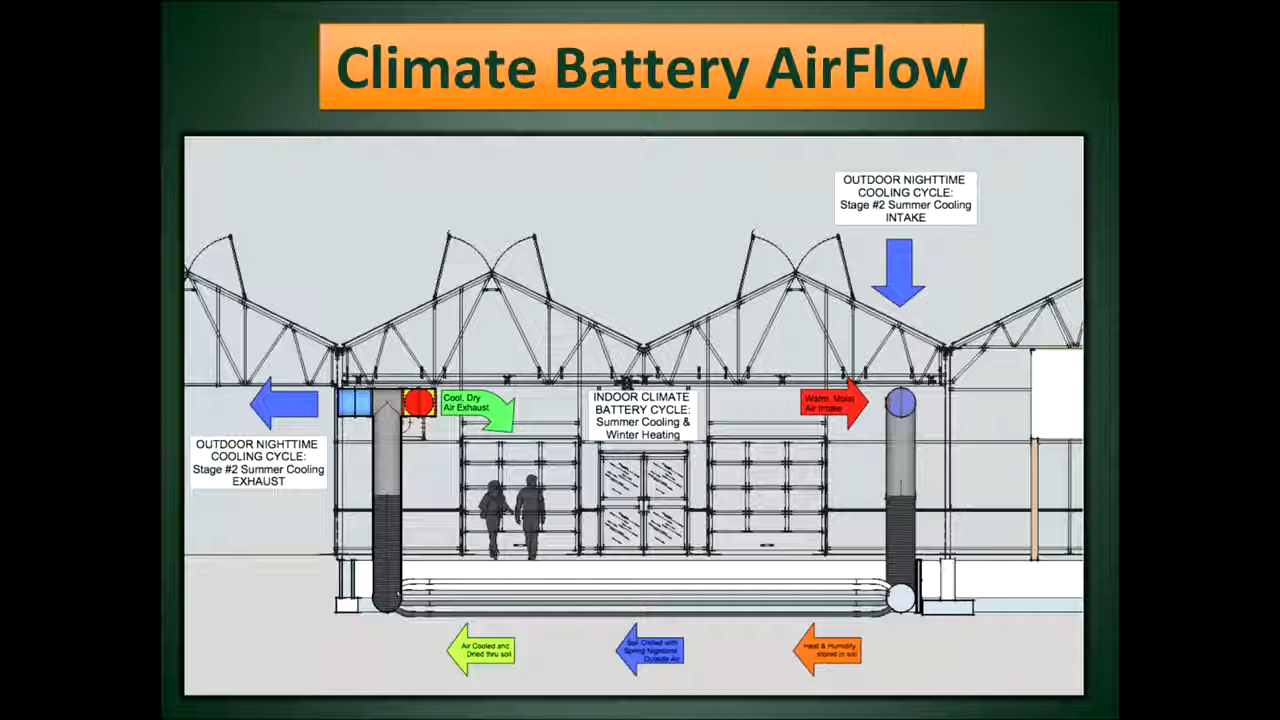 Climate Battery AirFlow
OUTDOOR NIGHTTIME
COOLING CYCLE:
Stage #2 Summer Cooling
INTAKE
Cool, Dry
Air Exhaust
INDOOR CLIMATE
BATTERY CYCLE:
Summer Cooling &
Winter Heating
Warm, Moist
Air Intake
OUTDOOR NIGHTTIME
COOLING CYCLE:
Stage #2 Summer Cooling
EXHAUST
Air Cooled and
Dried thru soil
Soil Chilled with
Spring Nighttime
Outside Air
Heat & Humidity
stored in soil